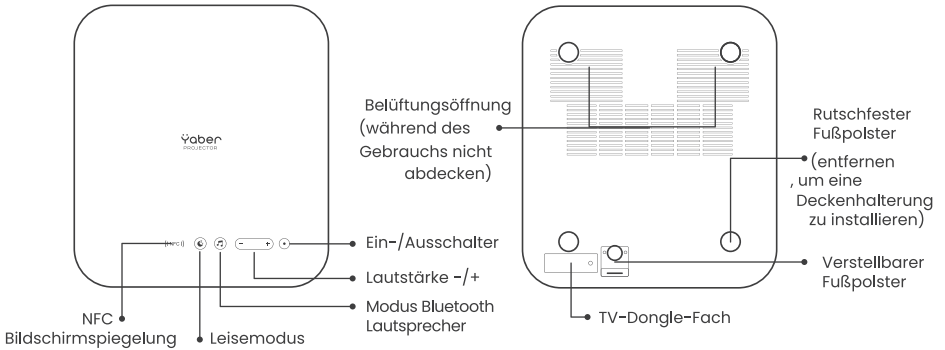 Yaber
PROJECTOR
NFC
- +
Ein-/Ausschalter
Lautstärke -/+
Modus Bluetooth
Lautsprecher
NFC
Bildschirmspiegelung
Leisemodus
Belüftungsöffnung
(während des
Gebrauchs nicht
abdecken)
Rutschfester
Fußpolster
(entfernen
, um eine
Deckenhalterung
zu installieren)
Verstellbarer
Fußpolster
TV-Dongle-Fach